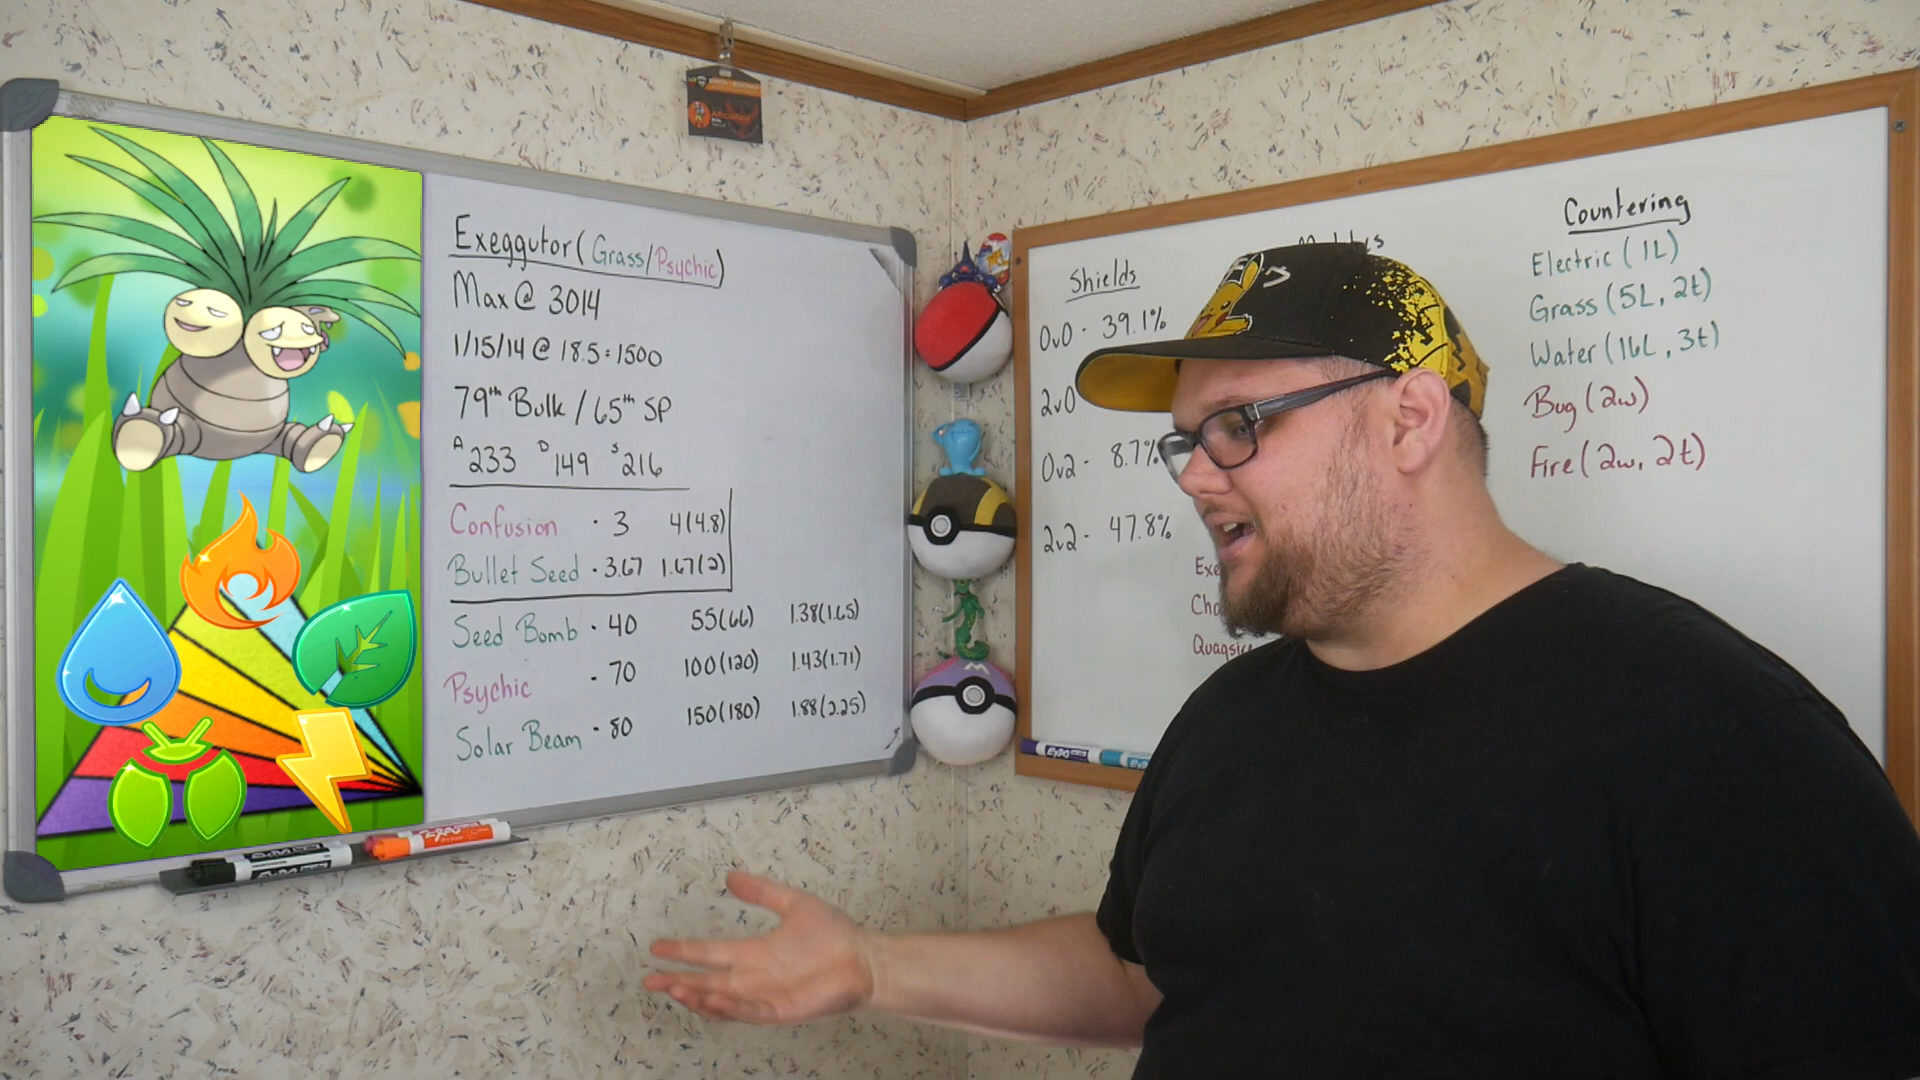 Exeggutor (Grass/Psychic)
Max @ 3014
1/15/14 @ 18.5 = 1500
79th Bulk / 65th SP
A 233 D 149 S 216
Confusion · 3 4(4.8)
Bullet Seed · 3.67 1.67(2)
Seed Bomb · 40 55(66) 1.38(1.65)
Psychic · 70 100(120) 1.43(1.71)
Solar Beam · 80 150(180) 1.88(2.25)
Shields
0v0 - 39.1%
2v0
0v2 - 8.7%
2v2 - 47.8%
Countering
Electric (1L)
Grass (5L, 2t)
Water (16L, 3t)
Bug (2w)
Fire (2w, 2t)
EXPO